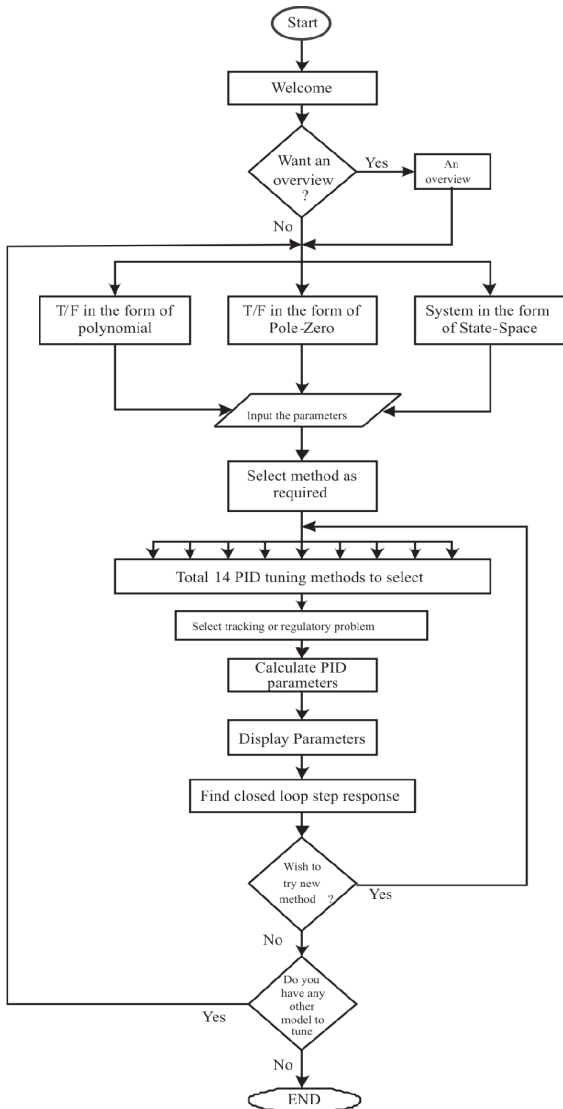 Start
Welcome
Want an
overview
?
Yes
An
overview
No
T/F in the form of
polynomial
T/F in the form of
Pole-Zero
System in the form
of State-Space
Input the parameters
Select method as
required
Total 14 PID tuning methods to select
Select tracking or regulatory problem
Calculate PID
parameters
Display Parameters
Find closed loop step response
Wish to
try new
method ?
Yes
No
Do you
have any
other
model to
tune
Yes
No
END